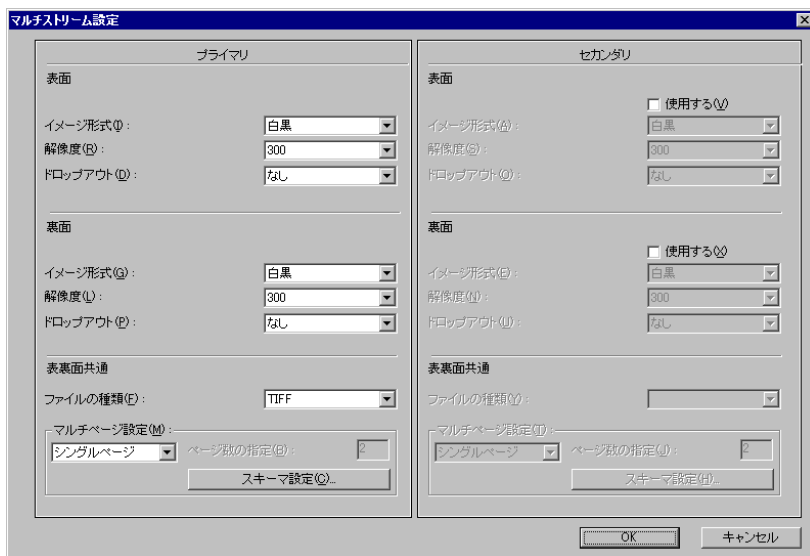 マルチストリーム設定
プライマリ
表面
イメージ形式(I):
白黒
解像度(R):
300
ドロップアウト(D):
なし
裏面
イメージ形式(G):
白黒
解像度(L):
300
ドロップアウト(P):
なし
表裏面共通
ファイルの種類(F):
TIFF
マルチページ設定(M):
シングルページ
ページ数の指定(B):
2
スキーマ設定(C)...
セカンダリ
表面
使用する(V)
イメージ形式(A):
白黒
解像度(S):
300
ドロップアウト(O):
なし
裏面
使用する(X)
イメージ形式(E):
白黒
解像度(N):
300
ドロップアウト(U):
なし
表裏面共通
ファイルの種類(Y):
マルチページ設定(T):
シングルページ
ページ数の指定(J):
2
スキーマ設定(H)...
OK
キャンセル